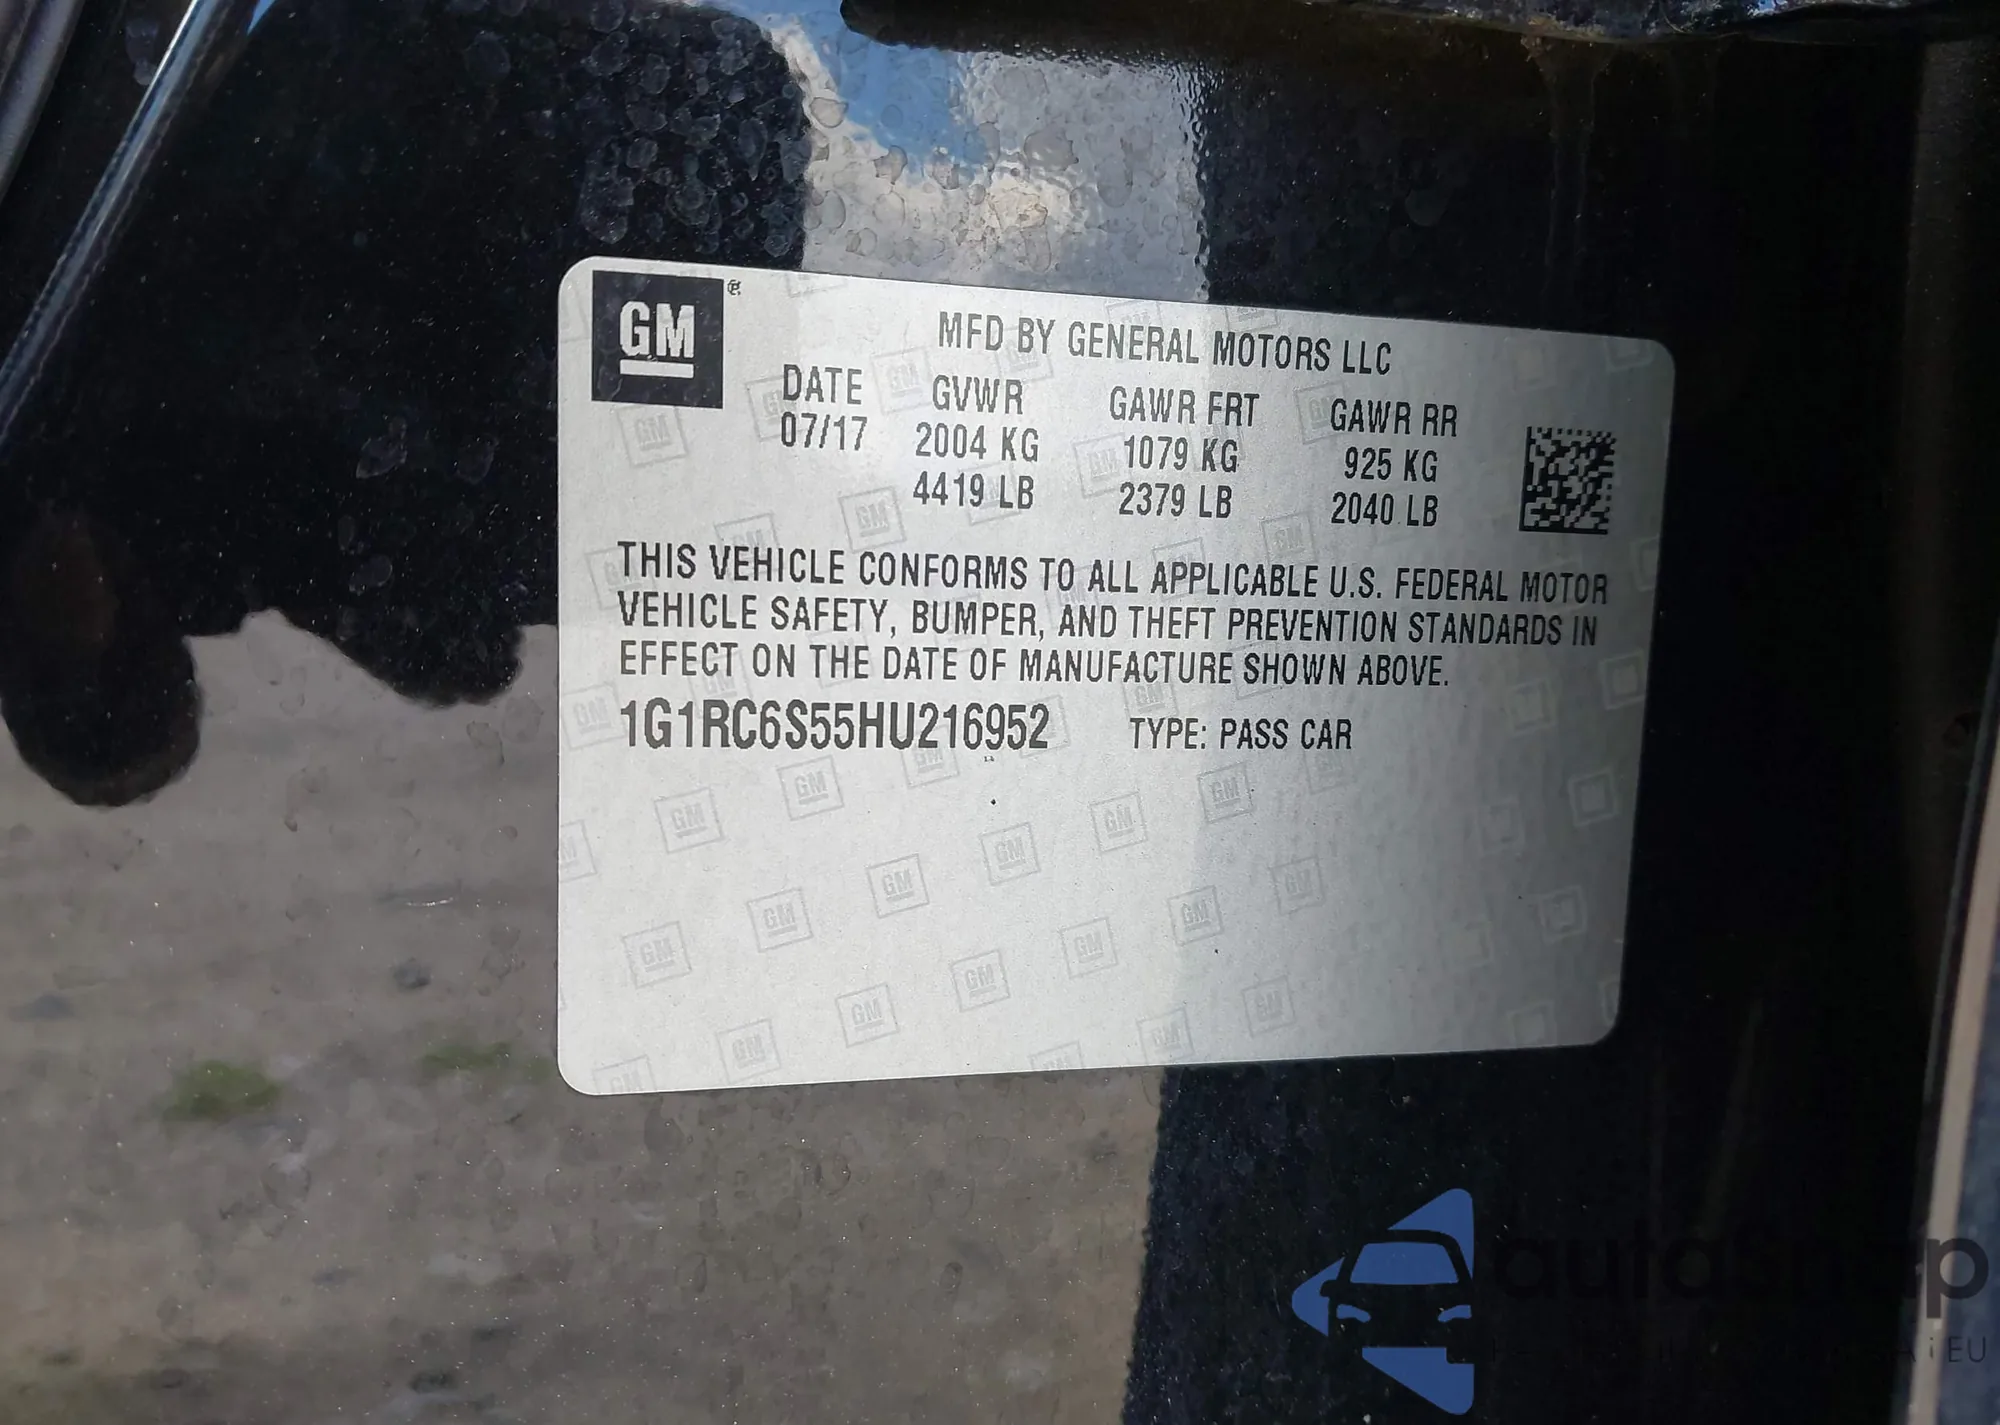 GM
MFD BY GENERAL MOTORS LLC
DATE GVWR GAWR FRT GAWR RR
07/17 2004 KG 1079 KG 925 KG
4419 LB 2379 LB 2040 LB
THIS VEHICLE CONFORMS TO ALL APPLICABLE U.S. FEDERAL MOTOR
VEHICLE SAFETY, BUMPER, AND THEFT PREVENTION STANDARDS IN
EFFECT ON THE DATE OF MANUFACTURE SHOWN ABOVE.
1G1RC6S55HU216952 TYPE: PASS CAR